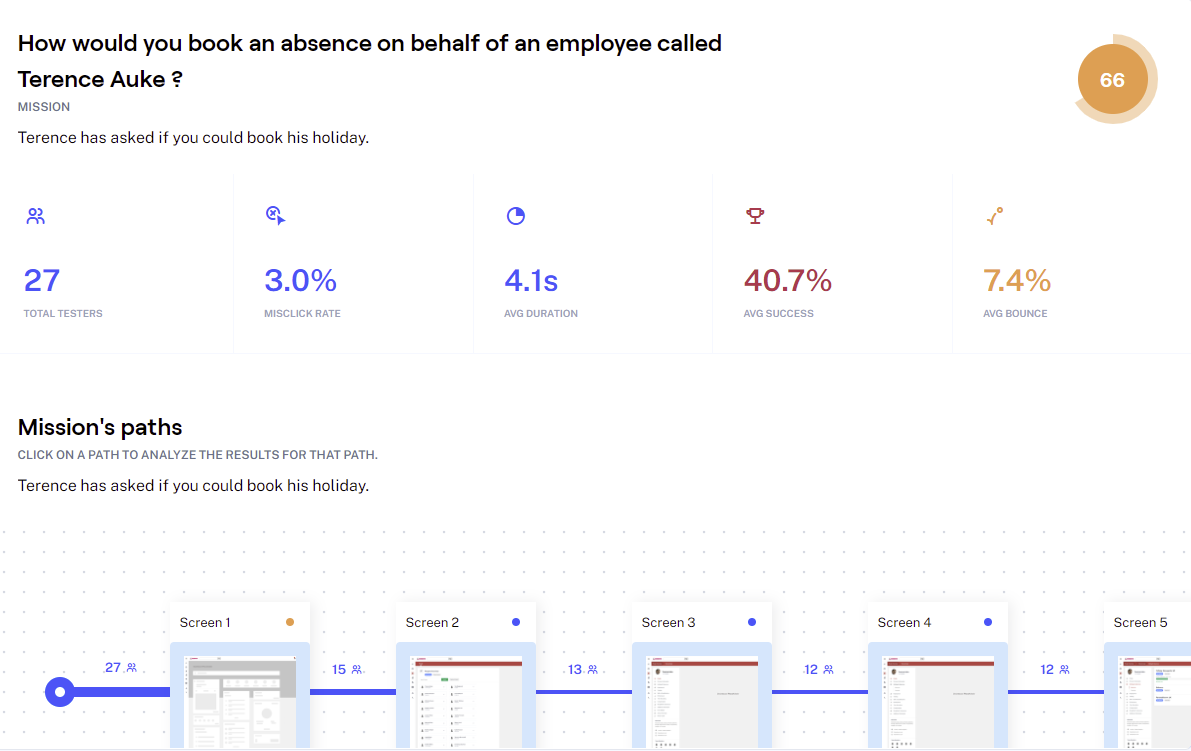 How would you book an absence on behalf of an employee called
Terence Auke ?
66
MISSION
Terence has asked if you could book his holiday.
27
3.0%
4.1s
40.7%
7.4%
TOTAL TESTERS
MISCLICK RATE
AVG DURATION
AVG SUCCESS
AVG BOUNCE
Mission's paths
CLICK ON A PATH TO ANALYZE THE RESULTS FOR THAT PATH.
Terence has asked if you could book his holiday.
Screen 1
Screen 2
Screen 3
Screen 4
Screen 5
27
15
13
12
12